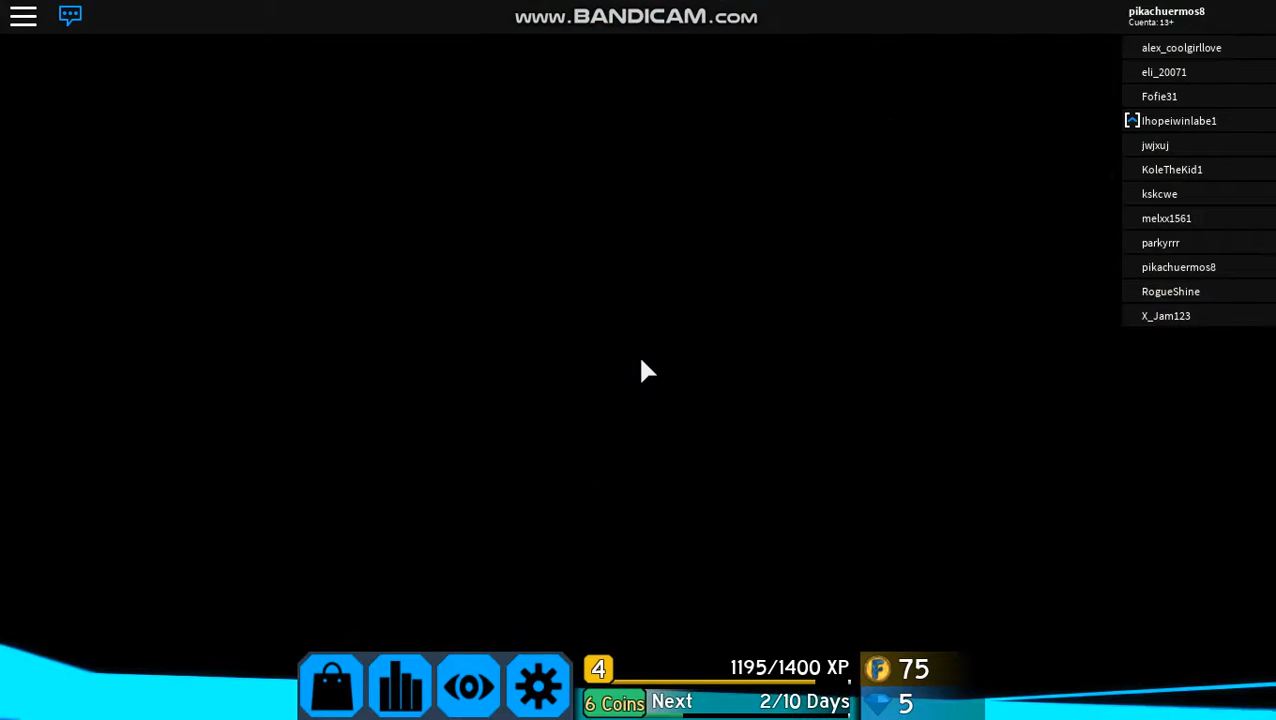 www.BANDICAM.com
pikachuermos8
Cuenta: 13+
alex_coolgirllove
eli_20071
Fofie31
Ihopeiwinlabe1
jwjxuj
KoleTheKid1
kskcwe
melxx1561
parkyrrr
pikachuermos8
RogueShine
X_Jam123
4 1195/1400 XP
6 Coins Next 2/10 Days
F 75
5